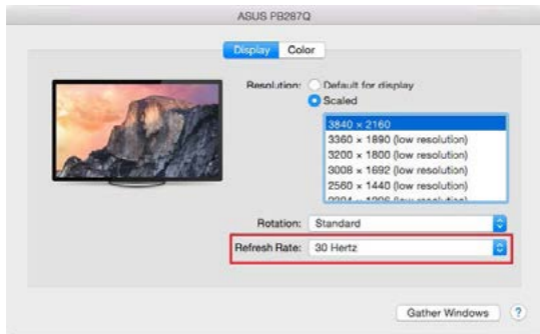 ASUS PB287Q
Display Color
Resolution: Default for display
Scaled
3840 × 2160
3360 × 1890 (low resolution)
3200 × 1800 (low resolution)
3008 × 1692 (low resolution)
2560 × 1440 (low resolution)
Rotation: Standard
Refresh Rate: 30 Hertz
Gather Windows ?